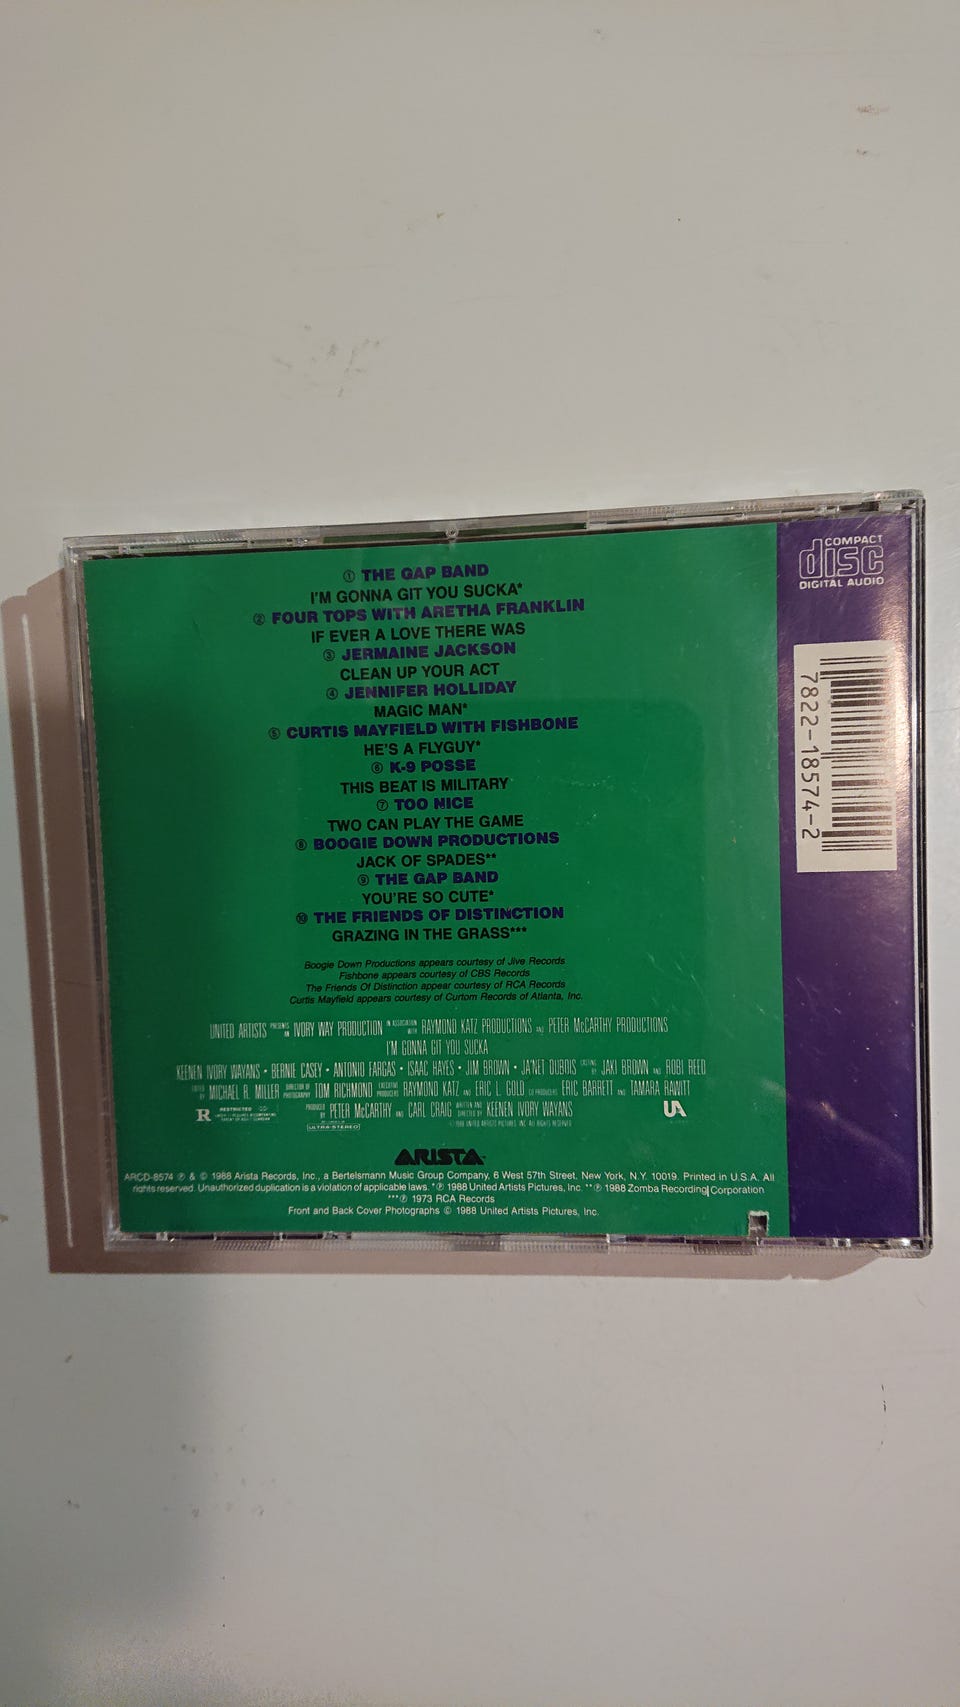 ① THE GAP BAND
I'M GONNA GIT YOU SUCKA*
② FOUR TOPS WITH ARETHA FRANKLIN
IF EVER A LOVE THERE WAS
③ JERMAINE JACKSON
CLEAN UP YOUR ACT
④ JENNIFER HOLLIDAY
MAGIC MAN*
⑤ CURTIS MAYFIELD WITH FISHBONE
HE'S A FLYGUY*
⑥ K-9 POSSE
THIS BEAT IS MILITARY
⑦ TOO NICE
TWO CAN PLAY THE GAME
⑧ BOOGIE DOWN PRODUCTIONS
JACK OF SPADES**
⑨ THE GAP BAND
YOU'RE SO CUTE*
⑩ THE FRIENDS OF DISTINCTION
GRAZING IN THE GRASS***
Boogie Down Productions appears courtesy of Jive Records
Fishbone appears courtesy of CBS Records
The Friends Of Distinction appear courtesy of RCA Records
Curtis Mayfield appears courtesy of Curtom Records of Atlanta, Inc.
UNITED ARTISTS PRESENTS AN IVORY WAY PRODUCTION IN ASSOCIATION WITH RAYMOND KATZ PRODUCTIONS AND PETER McCARTHY PRODUCTIONS
I'M GONNA GIT YOU SUCKA
KEENEN IVORY WAYANS • BERNIE CASEY • ANTONIO FARGAS • ISAAC HAYES • JIM BROWN • JA'NET DUBOIS CASTING BY JAKI BROWN AND ROBI REED
EDITED BY MICHAEL R. MILLER DIRECTOR OF PHOTOGRAPHY TOM RICHMOND EXECUTIVE PRODUCERS RAYMOND KATZ AND ERIC L. GOLD CO-PRODUCERS ERIC BARRETT AND TAMARA RAWITT
R RESTRICTED PRODUCED BY PETER McCARTHY AND CARL CRAIG WRITTEN AND DIRECTED BY KEENEN IVORY WAYANS UA
ULTRA-STEREO
© 1988 UNITED ARTISTS PICTURES, INC. ALL RIGHTS RESERVED
ARISTA
ARCD-8574 ℗ & © 1988 Arista Records, Inc., a Bertelsmann Music Group Company, 6 West 57th Street, New York, N.Y. 10019. Printed in U.S.A. All
rights reserved. Unauthorized duplication is a violation of applicable laws. *℗ 1988 United Artists Pictures, Inc. **℗ 1988 Zomba Recording Corporation
***℗ 1973 RCA Records
Front and Back Cover Photographs © 1988 United Artists Pictures, Inc.
COMPACT
disc
DIGITAL AUDIO
7822-18574-2